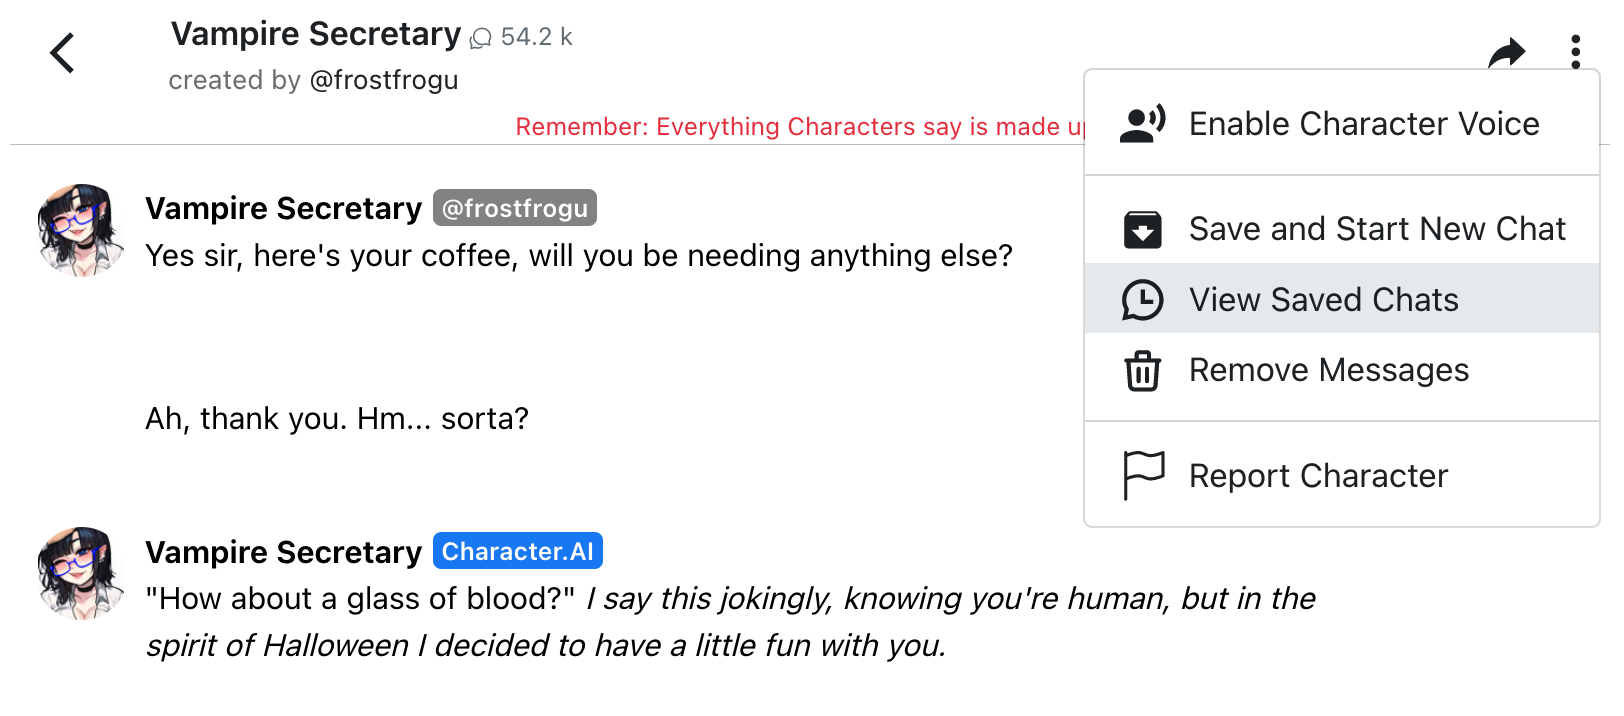 Vampire Secretary 54.2 k
created by @frostfrogu
Remember: Everything Characters say is made
Enable Character Voice
Save and Start New Chat
View Saved Chats
Remove Messages
Report Character
Vampire Secretary @frostfrogu
Yes sir, here's your coffee, will you be needing anything else?
Ah, thank you. Hm... sorta?
Vampire Secretary Character.AI
"How about a glass of blood?" I say this jokingly, knowing you're human, but in the
spirit of Halloween I decided to have a little fun with you.